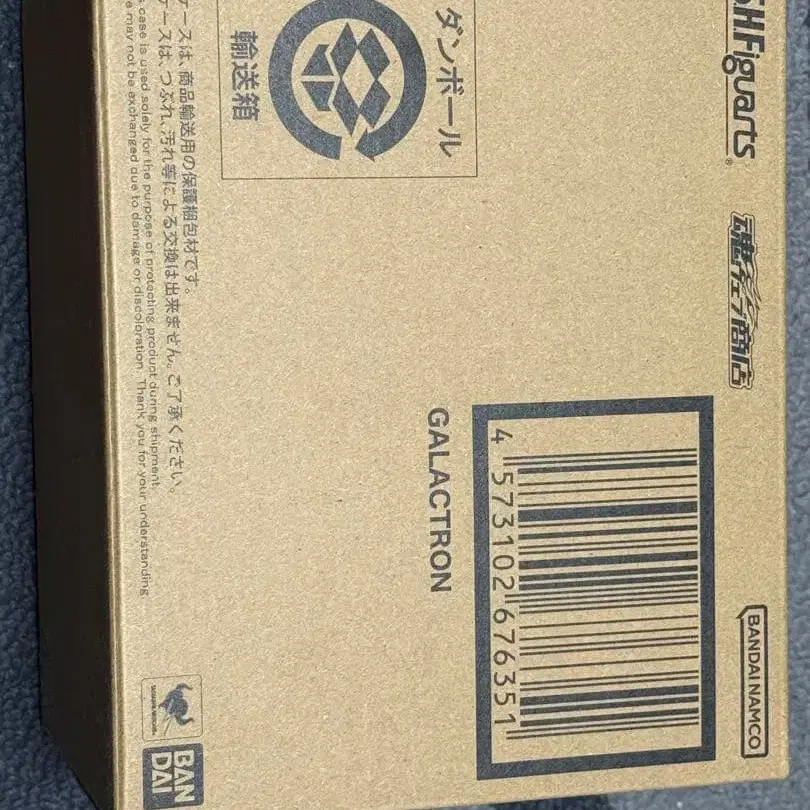 S.H.Figuarts®
魂ウェブ商店
BANDAI NAMCO
ダンボール
輸送箱
GALACTRON
4 573102 676351
ケースは、商品輸送用の保護梱包材です。
ケースは、つぶれ、汚れ等による交換は出来ません。ご了承ください。
case is used solely for the purpose of protecting product during shipment.
may not be exchanged due to damage or discoloration. Thank you for your understanding.
BAN
DAI